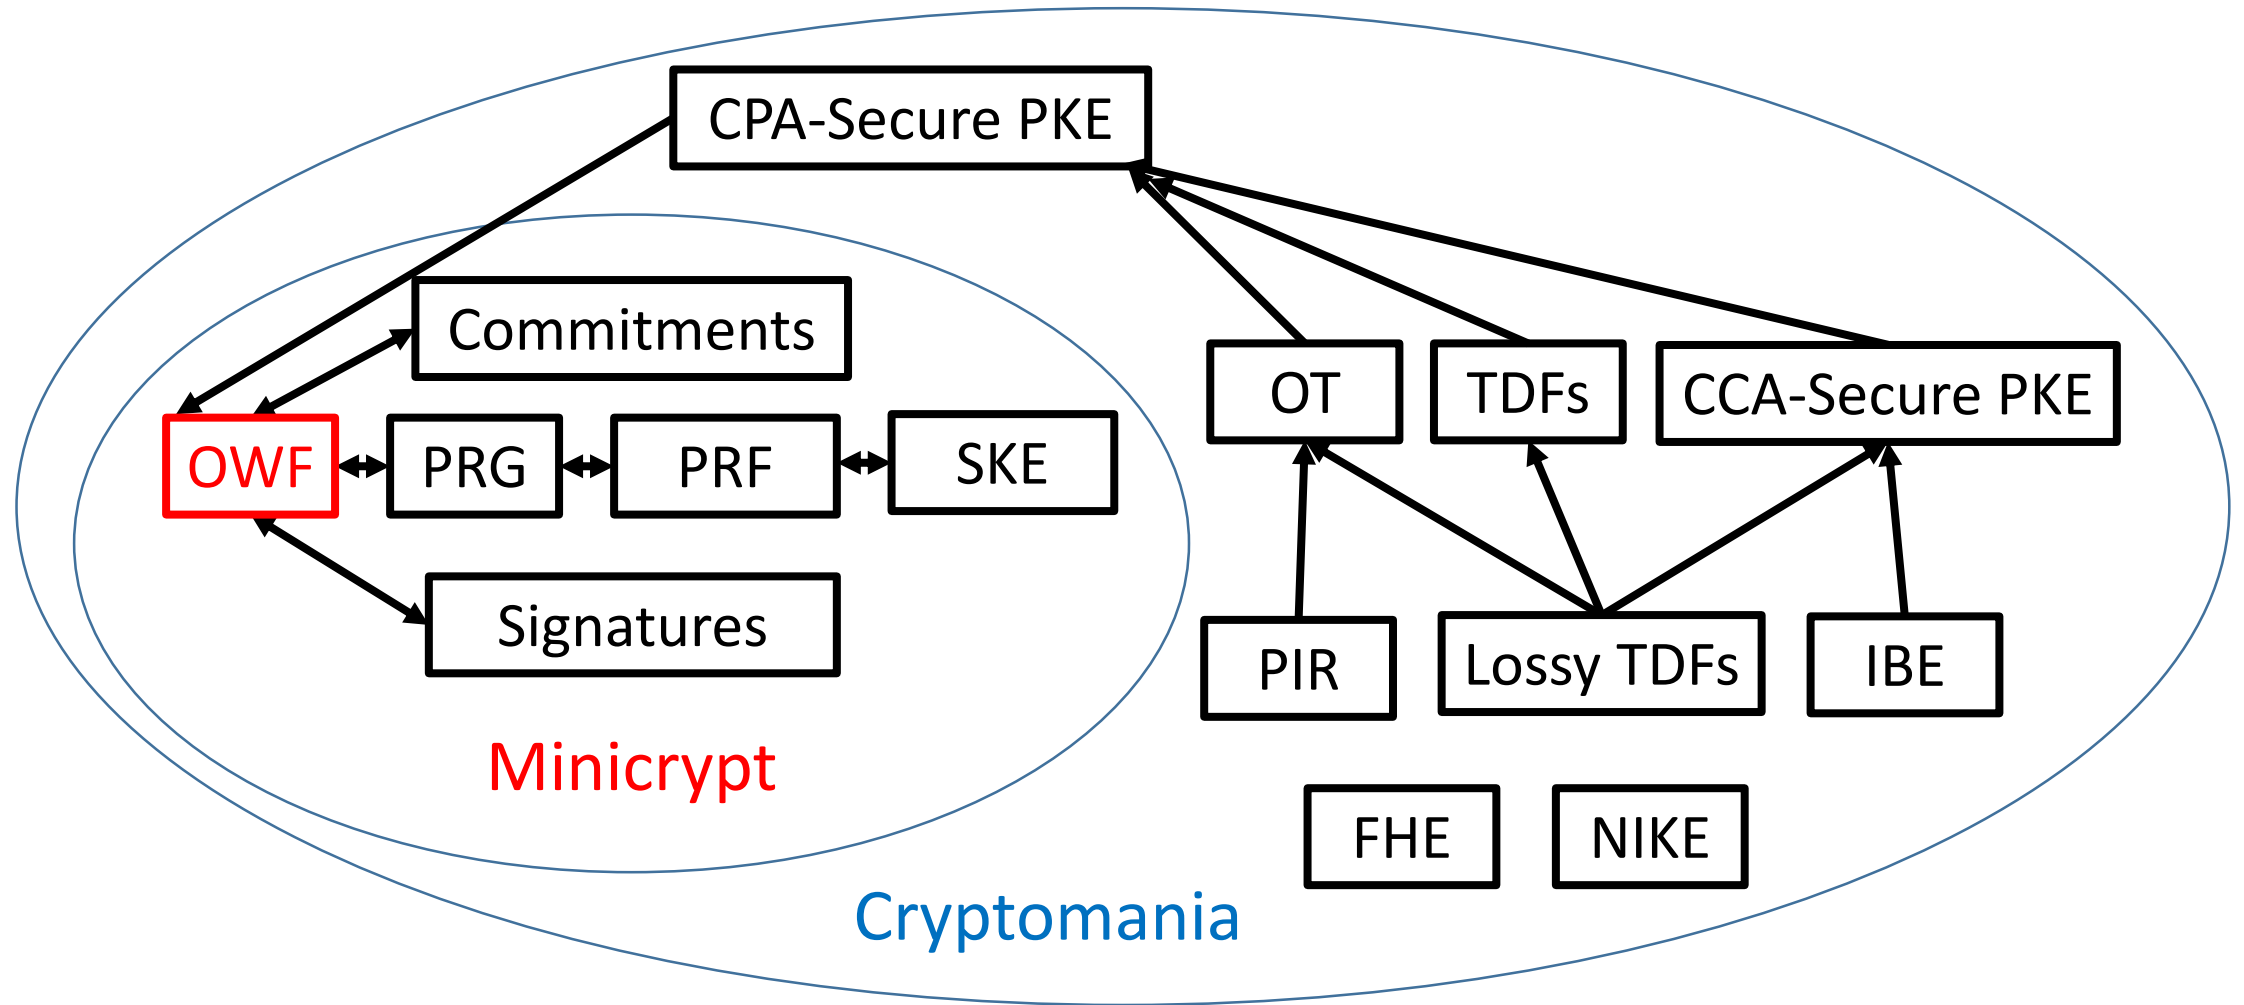 CPA-Secure PKE
Commitments
OWF
PRG
PRF
SKE
Signatures
Minicrypt
OT
TDFs
CCA-Secure PKE
PIR
Lossy TDFs
IBE
FHE
NIKE
Cryptomania